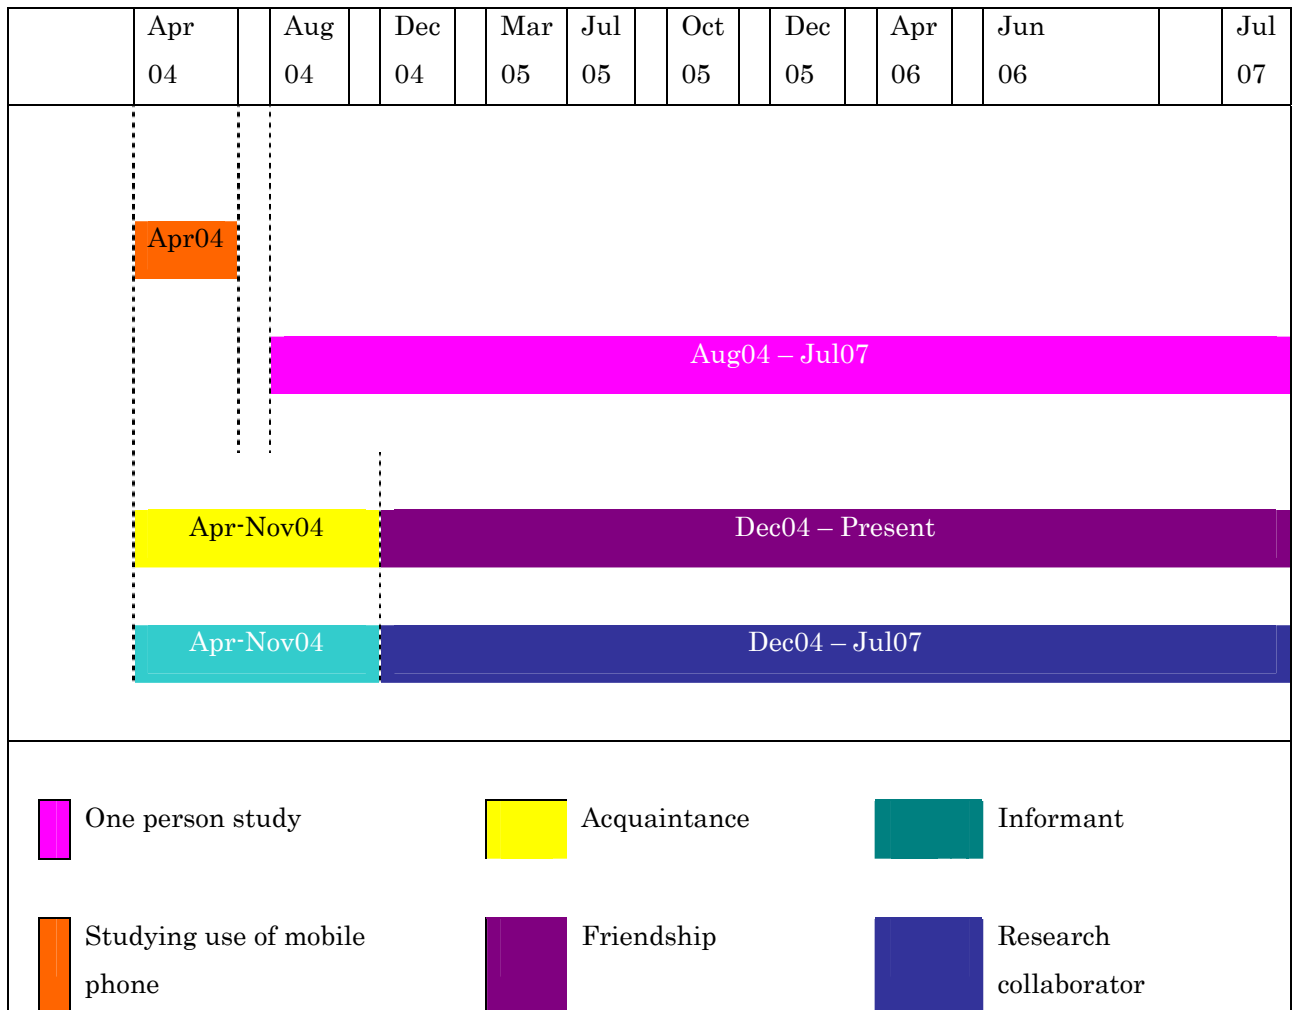 Apr Aug Dec Mar Jul Oct Dec Apr Jun Jul
04 04 04 05 05 05 05 06 06 07
Apr04
Aug04 – Jul07
Apr-Nov04 Dec04 – Present
Apr-Nov04 Dec04 – Jul07
One person study Acquaintance Informant
Studying use of mobile Friendship Research
phone collaborator